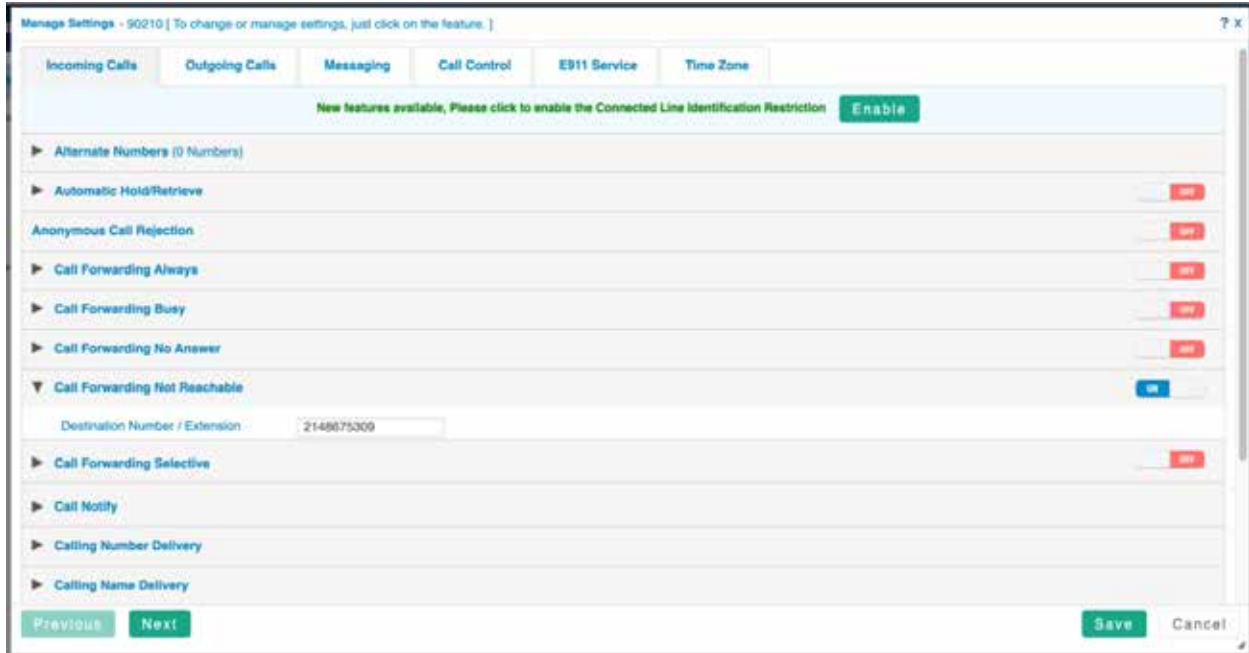 Manage Settings - 90210 [ To change or manage settings, just click on the feature. ] ? x
Incoming Calls Outgoing Calls Messaging Call Control E911 Service Time Zone
New features available, Please click to enable the Connected Line Identification Restriction Enable
Alternate Numbers (0 Numbers)
Automatic Hold/Retrieve OFF
Anonymous Call Rejection OFF
Call Forwarding Always OFF
Call Forwarding Busy OFF
Call Forwarding No Answer OFF
Call Forwarding Not Reachable ON
Destination Number / Extension 2148675309
Call Forwarding Selective OFF
Call Notify
Calling Number Delivery
Calling Name Delivery
Previous Next Save Cancel